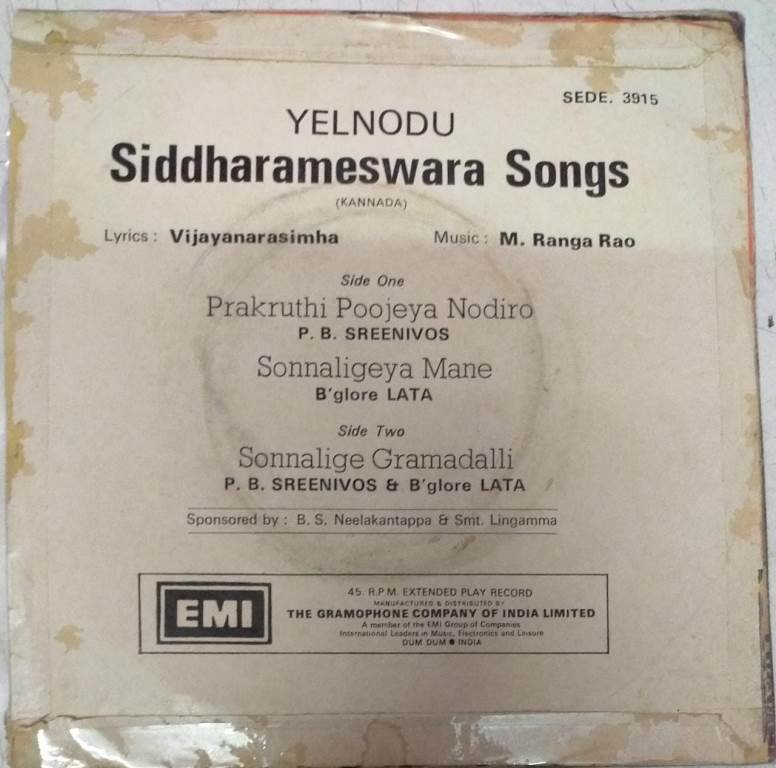 SEDE. 3915
YELNODU
Siddharameswara Songs
(KANNADA)
Lyrics : Vijayanarasimha Music : M. Ranga Rao
Side One
Prakruthi Poojeya Nodiro
P. B. SREENIVOS
Sonnaligeya Mane
B'glore LATA
Side Two
Sonnalige Gramadalli
P. B. SREENIVOS & B'glore LATA
Sponsored by : B. S. Neelakantappa & Smt. Lingamma
EMI
45. R.P.M. EXTENDED PLAY RECORD
MANUFACTURED & DISTRIBUTED BY
THE GRAMOPHONE COMPANY OF INDIA LIMITED
A member of the EMI Group of Companies
International Leaders in Music, Electronics and Leisure
DUM DUM ● INDIA